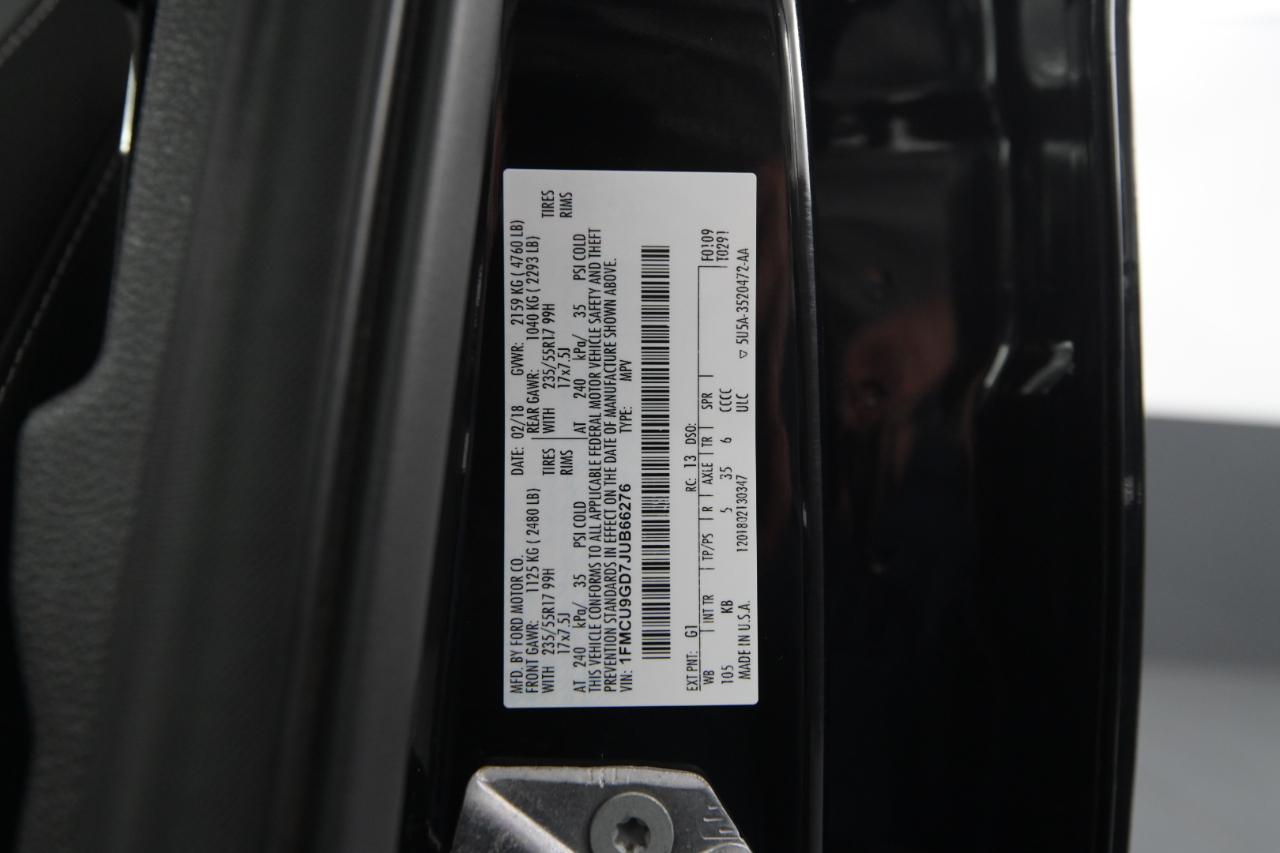 MFD. BY FORD MOTOR CO. DATE: 02/18 GVWR: 2159 KG ( 4760 LB)
FRONT GAWR: 1125 KG ( 2480 LB) REAR GAWR: 1040 KG ( 2293 LB)
WITH 235/55R17 99H TIRES WITH 235/55R17 99H TIRES
17x7.5J RIMS 17x7.5J RIMS
AT 240 kPa/ 35 PSI COLD AT 240 kPa/ 35 PSI COLD
THIS VEHICLE CONFORMS TO ALL APPLICABLE FEDERAL MOTOR VEHICLE SAFETY AND THEFT
PREVENTION STANDARDS IN EFFECT ON THE DATE OF MANUFACTURE SHOWN ABOVE.
VIN: 1FMCU9GD7JUB66276 TYPE: MPV
EXT PNT: G1 RC: 13 DSO: F0109
WB INT TR TP/PS R AXLE TR SPR T0291
105 KB 5 35 6 CCCC
MADE IN U.S.A. 1201802130347 ULC ▽ 5U5A-3520472-AA